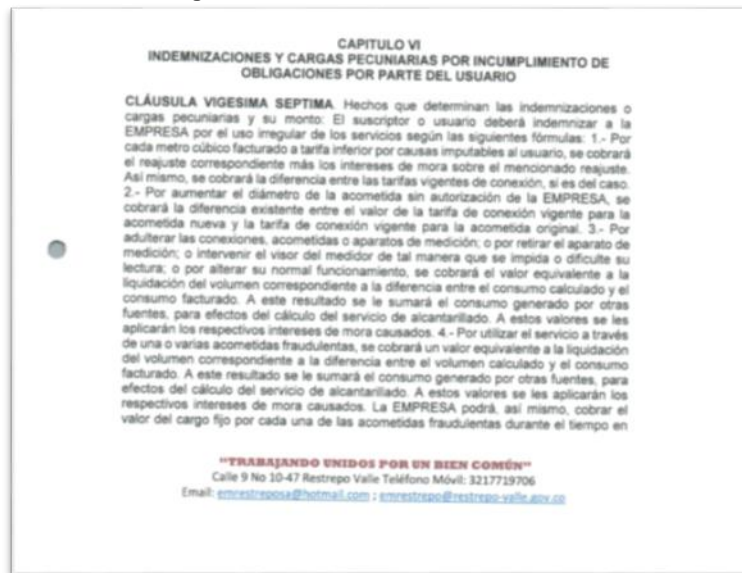 CAPITULO VI
INDEMNIZACIONES Y CARGAS PECUNIARIAS POR INCUMPLIMIENTO DE
OBLIGACIONES POR PARTE DEL USUARIO
CLÁUSULA VIGESIMA SEPTIMA. Hechos que determinan las indemnizaciones o
cargas pecuniarias y su monto: El suscriptor o usuario deberá indemnizar a la
EMPRESA por el uso irregular de los servicios según las siguientes fórmulas: 1.- Por
cada metro cúbico facturado a tarifa inferior por causas imputables al usuario, se cobrará
el reajuste correspondiente más los intereses de mora sobre el mencionado reajuste.
Así mismo, se cobrará la diferencia entre las tarifas vigentes de conexión, si es del caso.
2.- Por aumentar el diámetro de la acometida sin autorización de la EMPRESA, se
cobrará la diferencia existente entre el valor de la tarifa de conexión vigente para la
acometida nueva y la tarifa de conexión vigente para la acometida original. 3.- Por
adulterar las conexiones, acometidas o aparatos de medición; o por retirar el aparato de
medición; o intervenir el visor del medidor de tal manera que se impida o dificulte su
lectura; o por alterar su normal funcionamiento, se cobrará el valor equivalente a la
liquidación del volumen correspondiente a la diferencia entre el consumo calculado y el
consumo facturado. A este resultado se le sumará el consumo generado por otras
fuentes, para efectos del cálculo del servicio de alcantarillado. A estos valores se les
aplicarán los respectivos intereses de mora causados. 4.- Por utilizar el servicio a través
de una o varias acometidas fraudulentas, se cobrará un valor equivalente a la liquidación
del volumen correspondiente a la diferencia entre el volumen calculado y el consumo
facturado. A este resultado se le sumará el consumo generado por otras fuentes, para
efectos del cálculo del servicio de alcantarillado. A estos valores se les aplicarán los
respectivos intereses de mora causados. La EMPRESA podrá, así mismo, cobrar el
valor del cargo fijo por cada una de las acometidas fraudulentas durante el tiempo en
"TRABAJANDO UNIDOS POR UN BIEN COMÚN"
Calle 9 No 10-47 Restrepo Valle Teléfono Móvil: 3217719706
Email: emrestreposa@hotmail.com ; emrestrepo@restrepo-valle.gov.co